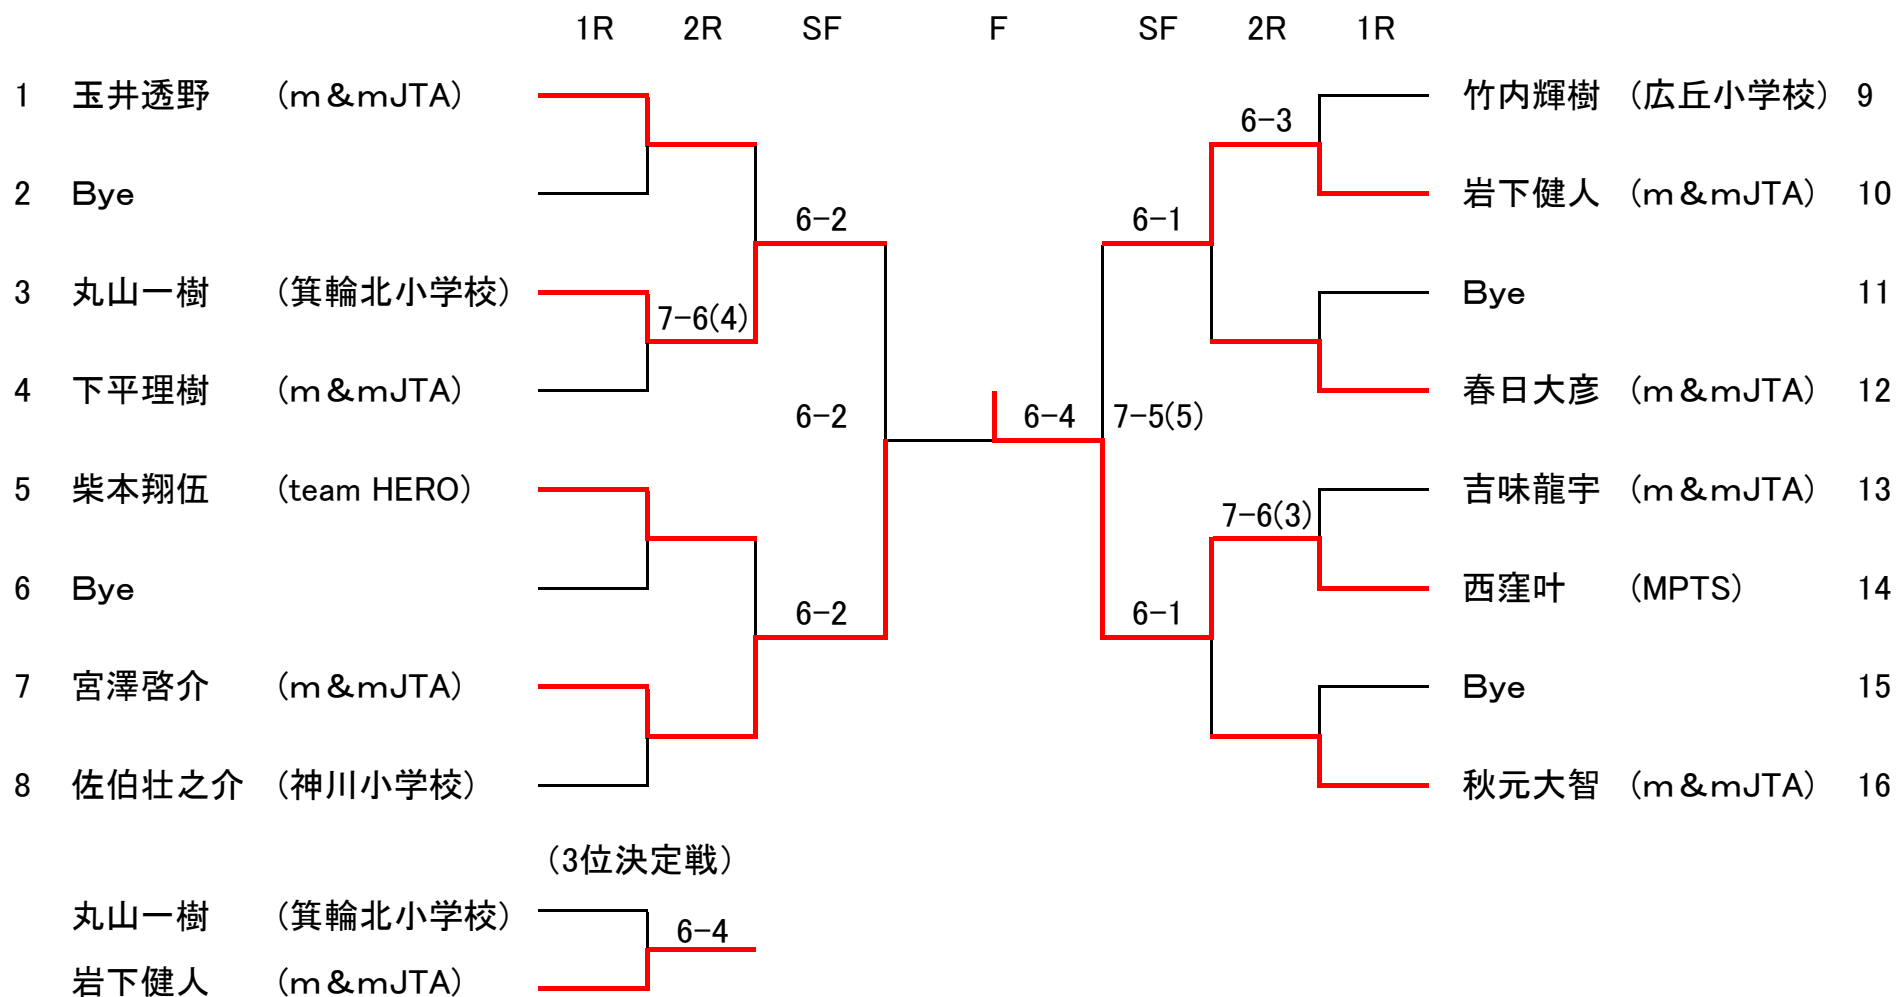 1R 2R SF F SF 2R 1R
1 玉井透野 (m&mJTA) 竹内輝樹 (広丘小学校) 9
6-3
2 Bye 岩下健人 (m&mJTA) 10
6-2 6-1
3 丸山一樹 (箕輪北小学校) Bye 11
7-6(4)
4 下平理樹 (m&mJTA) 春日大彦 (m&mJTA) 12
6-2 6-4 7-5(5)
5 柴本翔伍 (team HERO) 吉味龍宇 (m&mJTA) 13
7-6(3)
6 Bye 西窪叶 (MPTS) 14
6-2 6-1
7 宮澤啓介 (m&mJTA) Bye 15
8 佐伯壮之介 (神川小学校) 秋元大智 (m&mJTA) 16
(3位決定戦)
丸山一樹 (箕輪北小学校)
6-4
岩下健人 (m&mJTA)